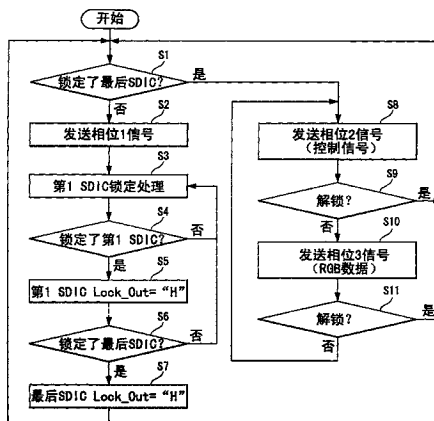 开始
S1
锁定了最后SDIC?
是
否
S2
发送相位1信号
S3
第1 SDIC锁定处理
S4
锁定了第1 SDIC?
否
是
S5
第1 SDIC Lock_Out= “H”
S6
锁定了最后SDIC?
否
是
S7
最后SDIC Lock_Out= “H”
S8
发送相位2信号
(控制信号)
S9
解锁?
是
否
S10
发送相位3信号
(RGB数据)
S11
解锁?
是
否